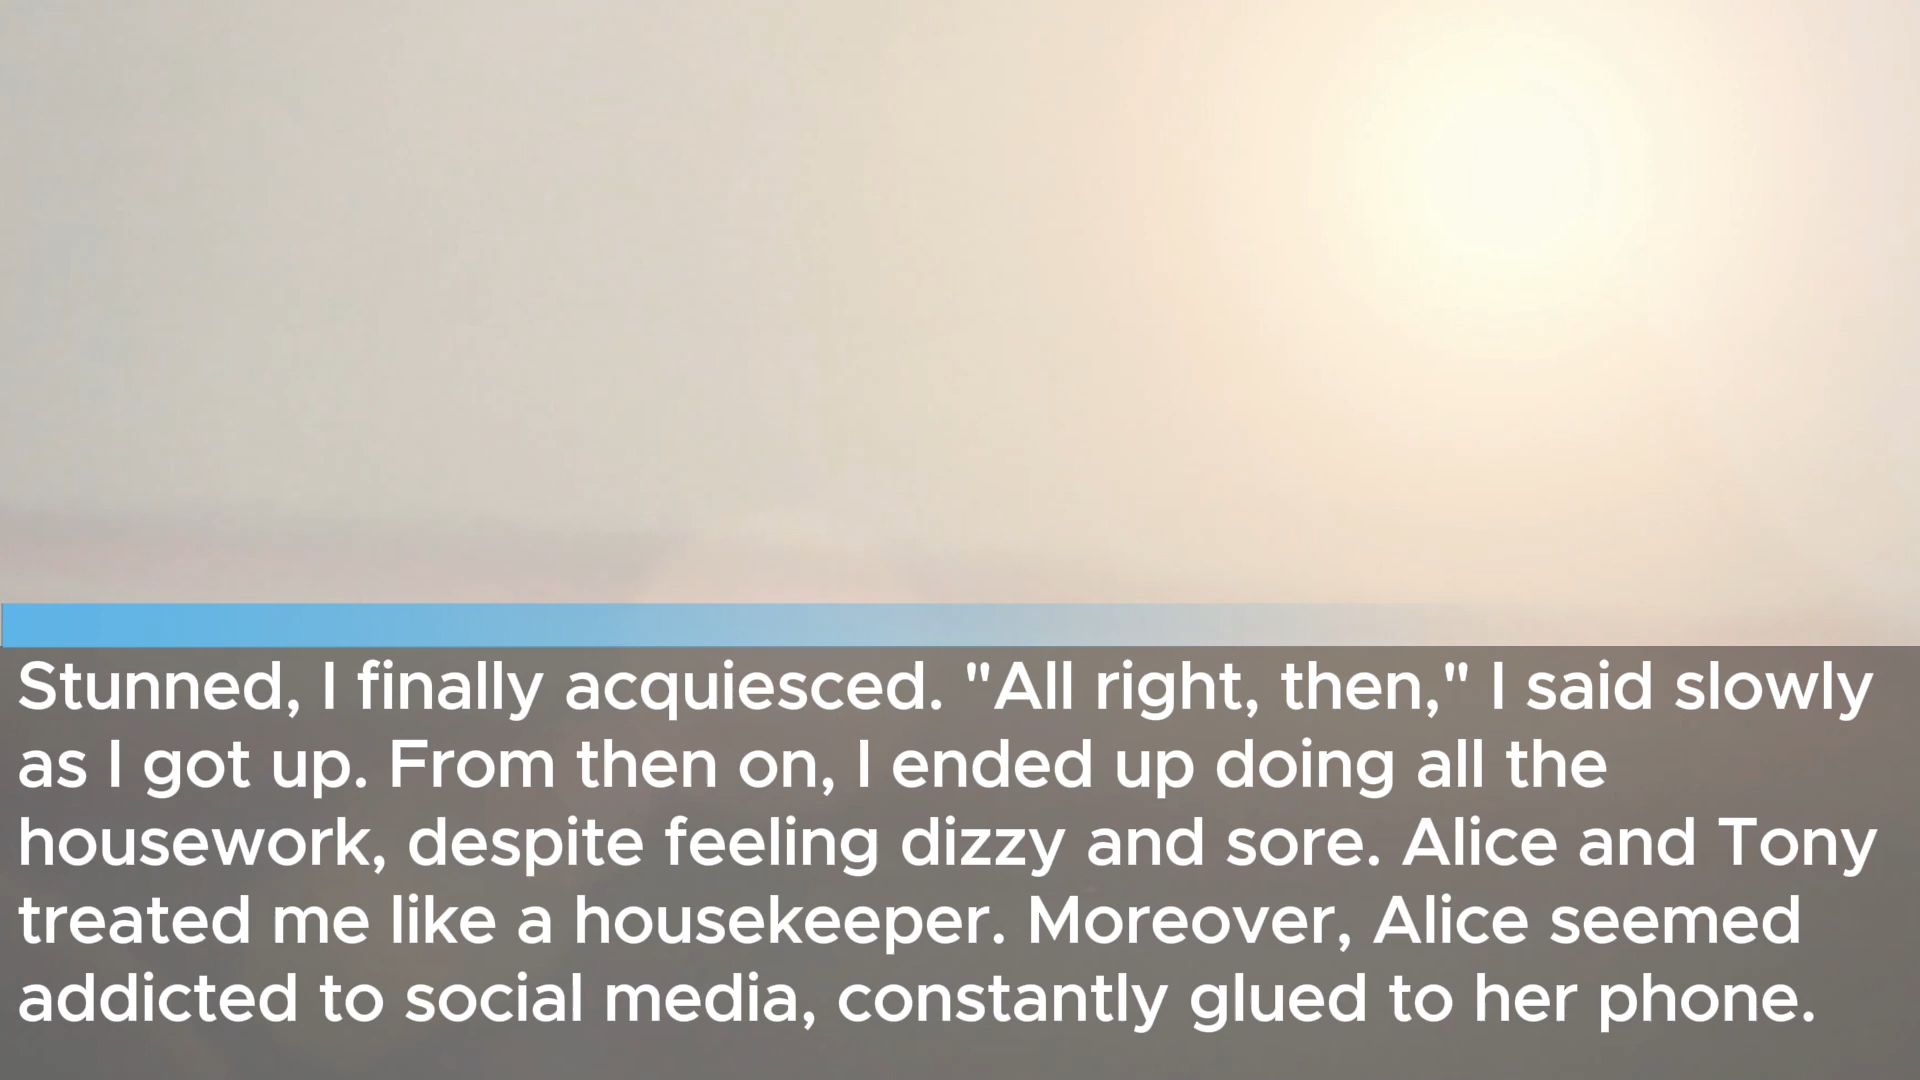 Stunned, I finally acquiesced. "All right, then," I said slowly
as I got up. From then on, I ended up doing all the
housework, despite feeling dizzy and sore. Alice and Tony
treated me like a housekeeper. Moreover, Alice seemed
addicted to social media, constantly glued to her phone.